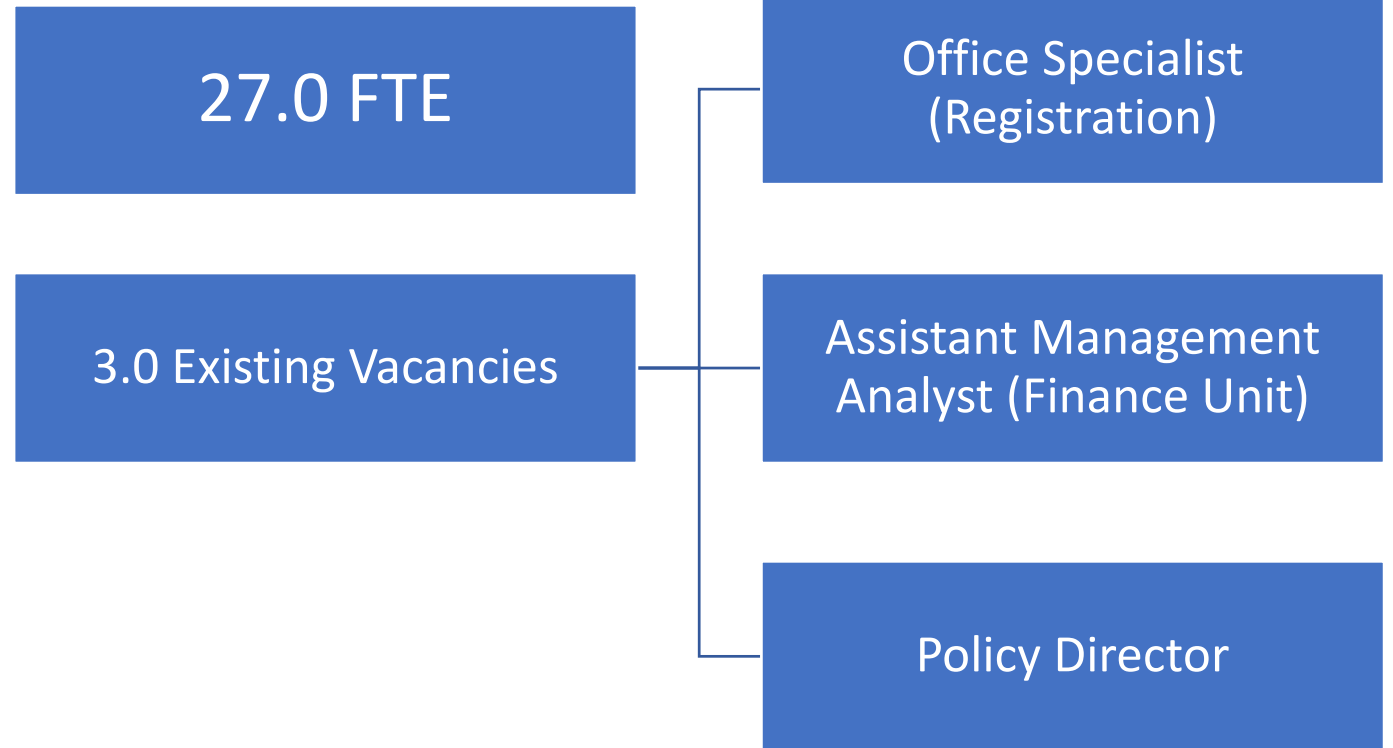 27.0 FTE
3.0 Existing Vacancies
Office Specialist
(Registration)
Assistant Management
Analyst (Finance Unit)
Policy Director